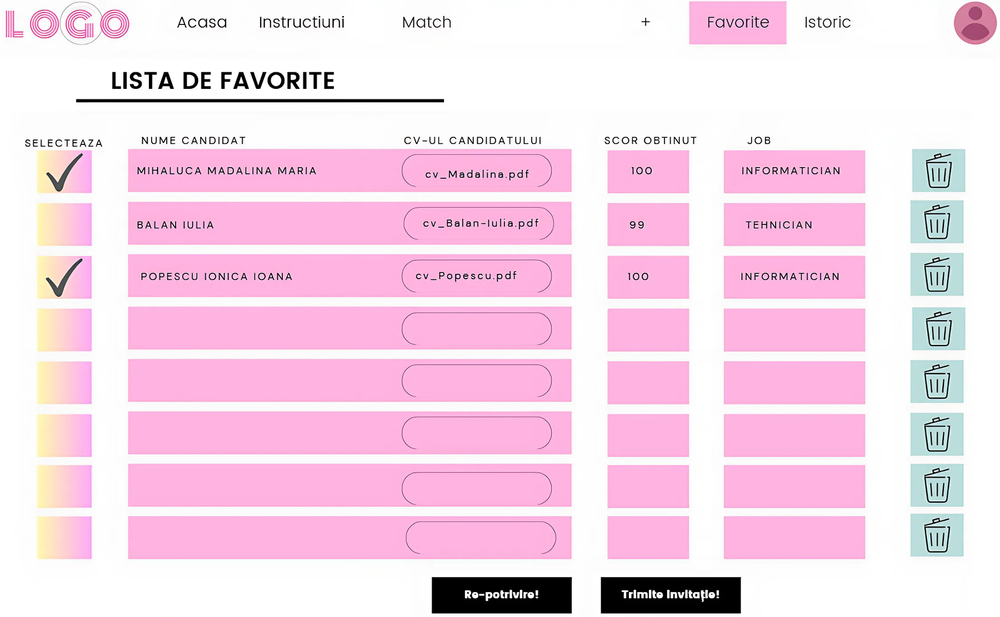 LOGO Acasa Instructiuni Match + Favorite Istoric
LISTA DE FAVORITE
SELECTEAZA NUME CANDIDAT CV-UL CANDIDATULUI SCOR OBTINUT JOB
MIHALUCA MADALINA MARIA cv_Madalina.pdf 100 INFORMATICIAN
BALAN IULIA cv_Balan-Iulia.pdf 99 TEHNICIAN
POPESCU IONICA IOANA cv_Popescu.pdf 100 INFORMATICIAN
Re-potrivire! Trimite invitație!